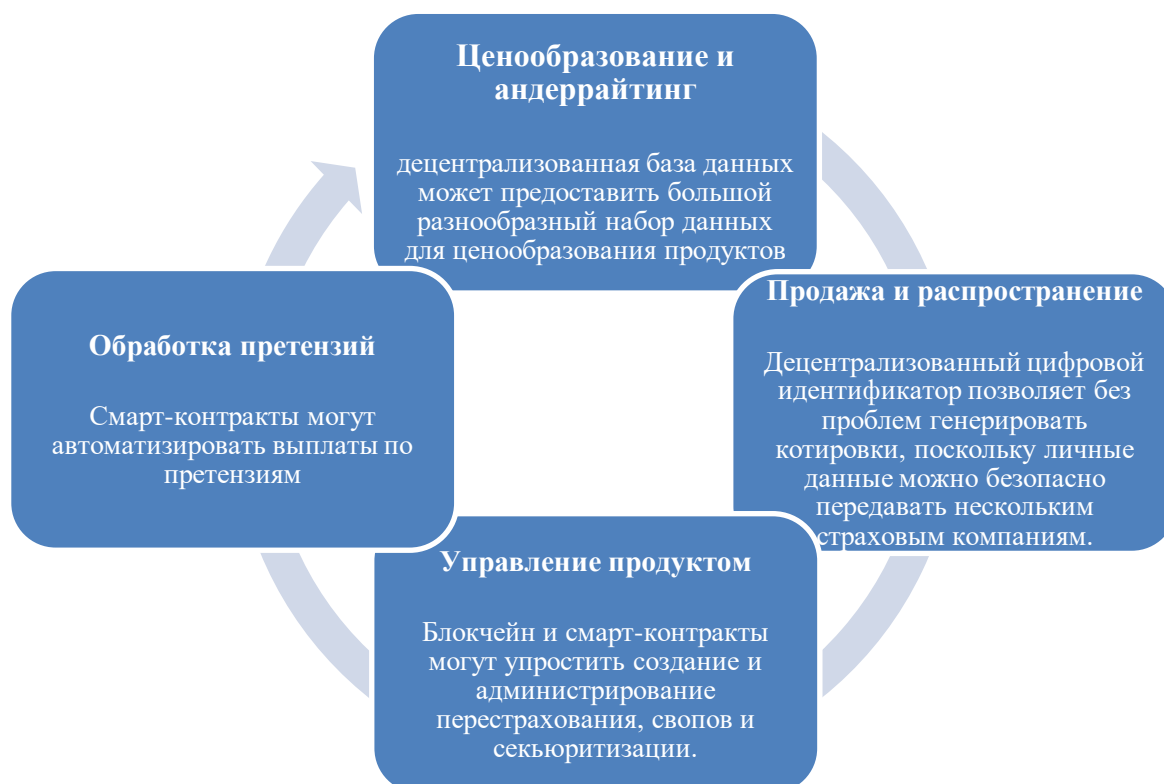 Ценообразование и
андеррайтинг
децентрализованная база данных
может предоставить большой
разнообразный набор данных
для ценообразования продуктов
Продажа и распространение
Децентрализованный цифровой
идентификатор позволяет без
проблем генерировать
котировки, поскольку личные
данные можно безопасно
передавать нескольким
страховым компаниям.
Управление продуктом
Блокчейн и смарт-контракты
могут упростить создание и
администрирование
перестрахования, свопов и
секьюритизации.
Обработка претензий
Смарт-контракты могут
автоматизировать выплаты по
претензиям